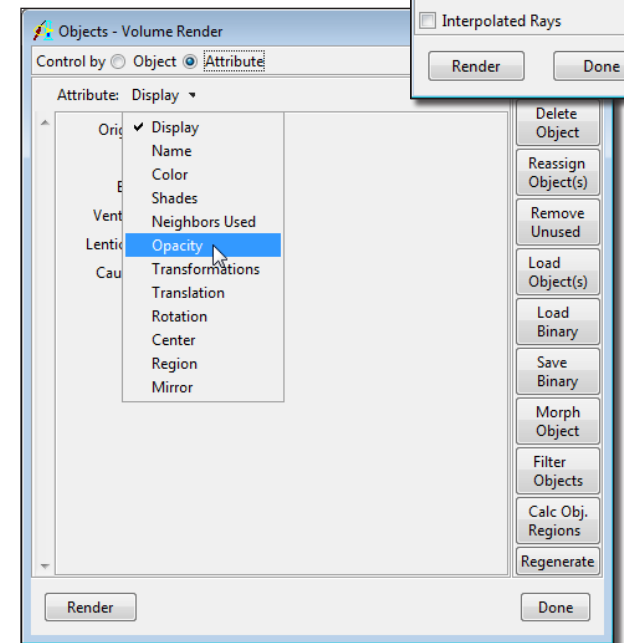 Interpolated Rays
Render Done
Objects - Volume Render
Control by Object Attribute
Attribute: Display
Display
Name
Color
Shades
Neighbors Used
Opacity
Transformations
Translation
Rotation
Center
Region
Mirror
Delete
Object
Reassign
Object(s)
Remove
Unused
Load
Object(s)
Load
Binary
Save
Binary
Morph
Object
Filter
Objects
Calc Obj.
Regions
Regenerate
Render Done